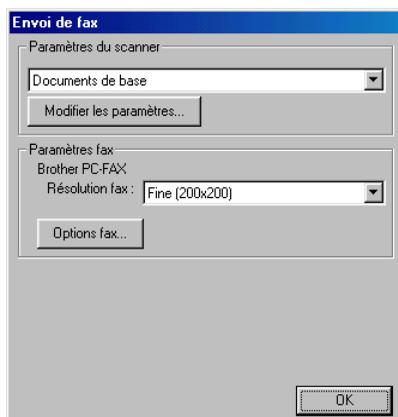 Envoi de fax
Paramètres du scanner
Documents de base
Modifier les paramètres...
Paramètres fax
Brother PC-FAX
Résolution fax : Fine (200x200)
Options fax...
OK